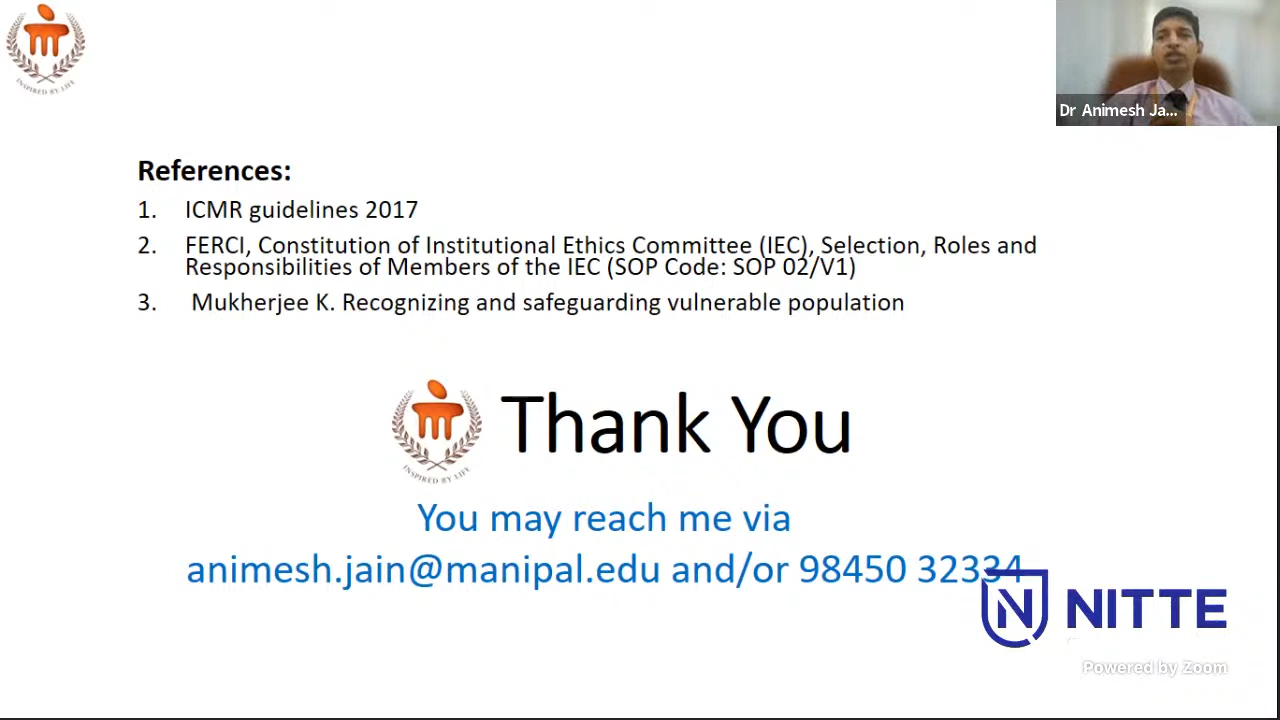 INSPIRED BY LIFE
Dr Animesh Ja...
References:
1. ICMR guidelines 2017
2. FERCI, Constitution of Institutional Ethics Committee (IEC), Selection, Roles and
Responsibilities of Members of the IEC (SOP Code: SOP 02/V1)
3. Mukherjee K. Recognizing and safeguarding vulnerable population
Thank You
INSPIRED BY LIFE
You may reach me via
animesh.jain@manipal.edu and/or 98450 32334
NITTE
Powered by Zoom